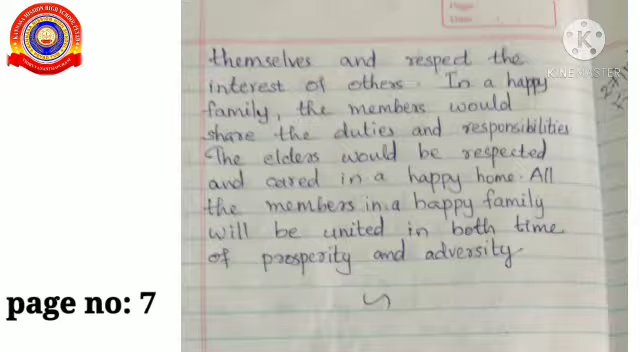 themselves and respect the
interest of others. In a happy
family, the members would
share the duties and responsibilities
The elders would be respected
and cared in a happy home. All
the members in a happy family
will be united in both time
of prosperity and adversity
page no: 7
KINEMASTER